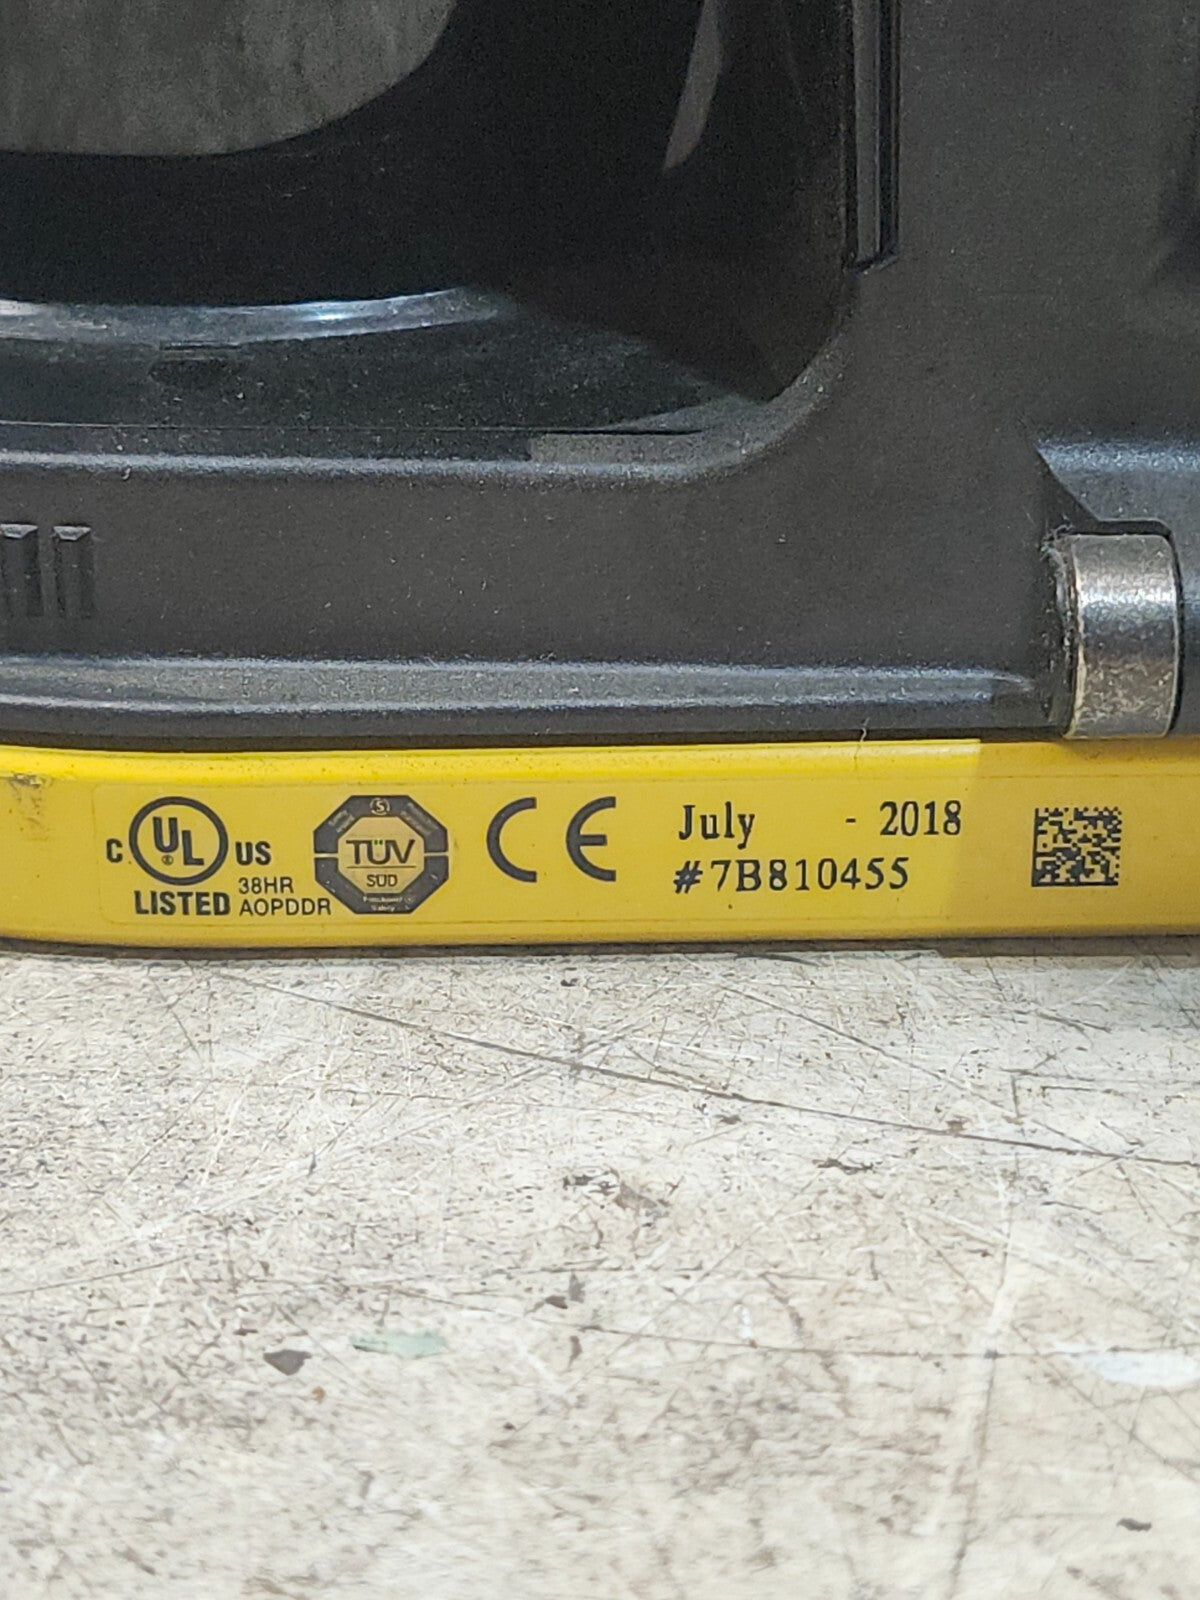 C UL US
LISTED 38HR
AOPDDR
TÜV
SÜD
CE
July - 2018
#7B810455